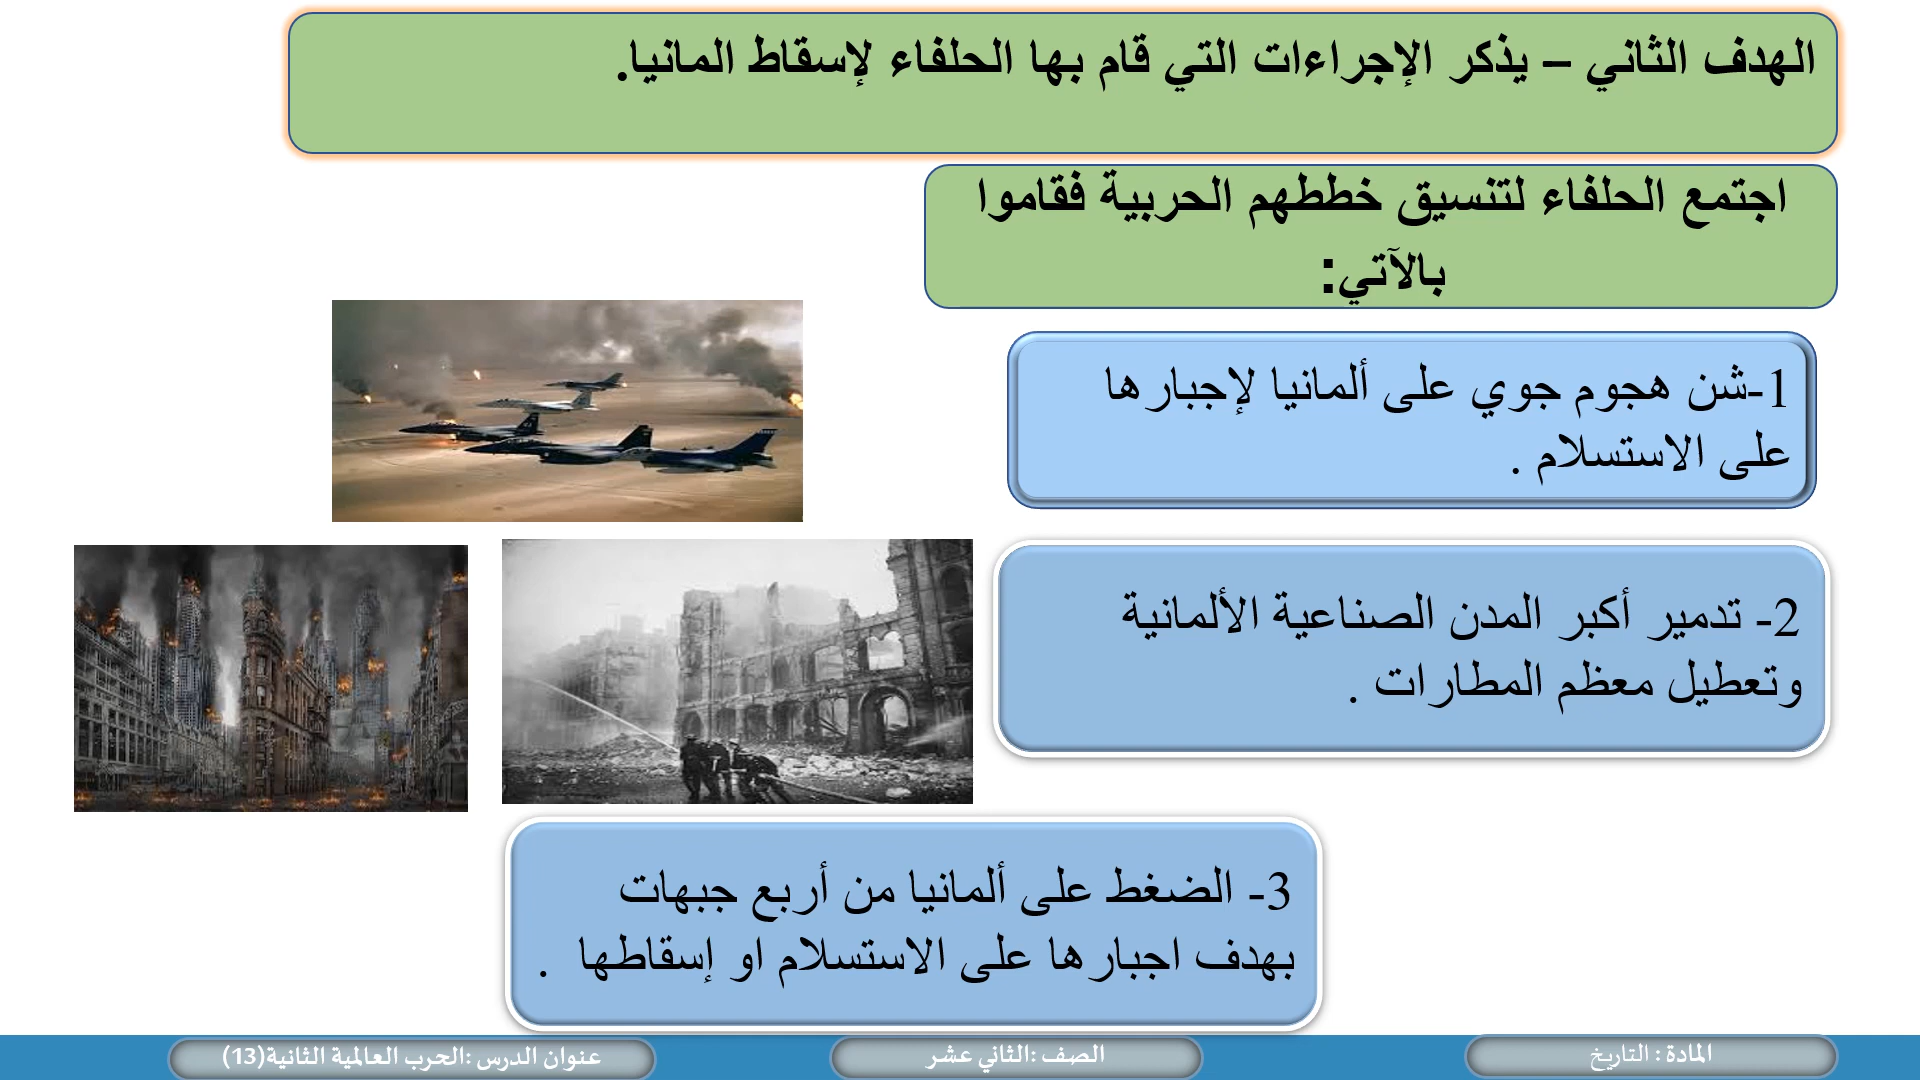 الهدف الثاني – يذكر الإجراءات التي قام بها الحلفاء لإسقاط المانيا.
اجتمع الحلفاء لتنسيق خططهم الحربية فقاموا
بالآتي:
1-شن هجوم جوي على ألمانيا لإجبارها
على الاستسلام .
2- تدمير أكبر المدن الصناعية الألمانية
وتعطيل معظم المطارات .
3- الضغط على ألمانيا من أربع جبهات
بهدف اجبارها على الاستسلام او إسقاطها .
المادة : التاريخ
الصف :الثاني عشر
عنوان الدرس :الحرب العالمية الثانية(13)